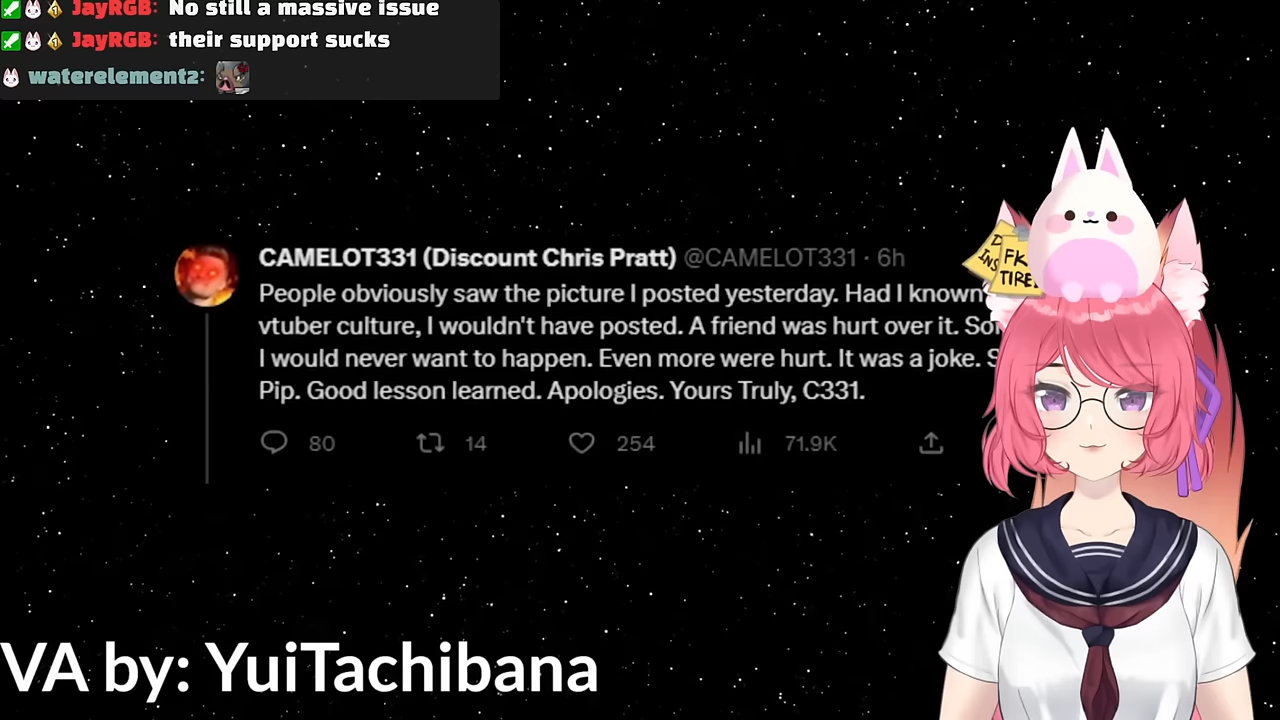 JayRGB: No still a massive issue
JayRGB: their support sucks
waterelement2:
CAMELOT331 (Discount Chris Pratt) @CAMELOT331 · 6h
People obviously saw the picture I posted yesterday. Had I known
vtuber culture, I wouldn't have posted. A friend was hurt over it.
I would never want to happen. Even more were hurt. It was a joke.
Pip. Good lesson learned. Apologies. Yours Truly, C331.
80 14 254 71.9K
FK
TIRE
VA by: YuiTachibana